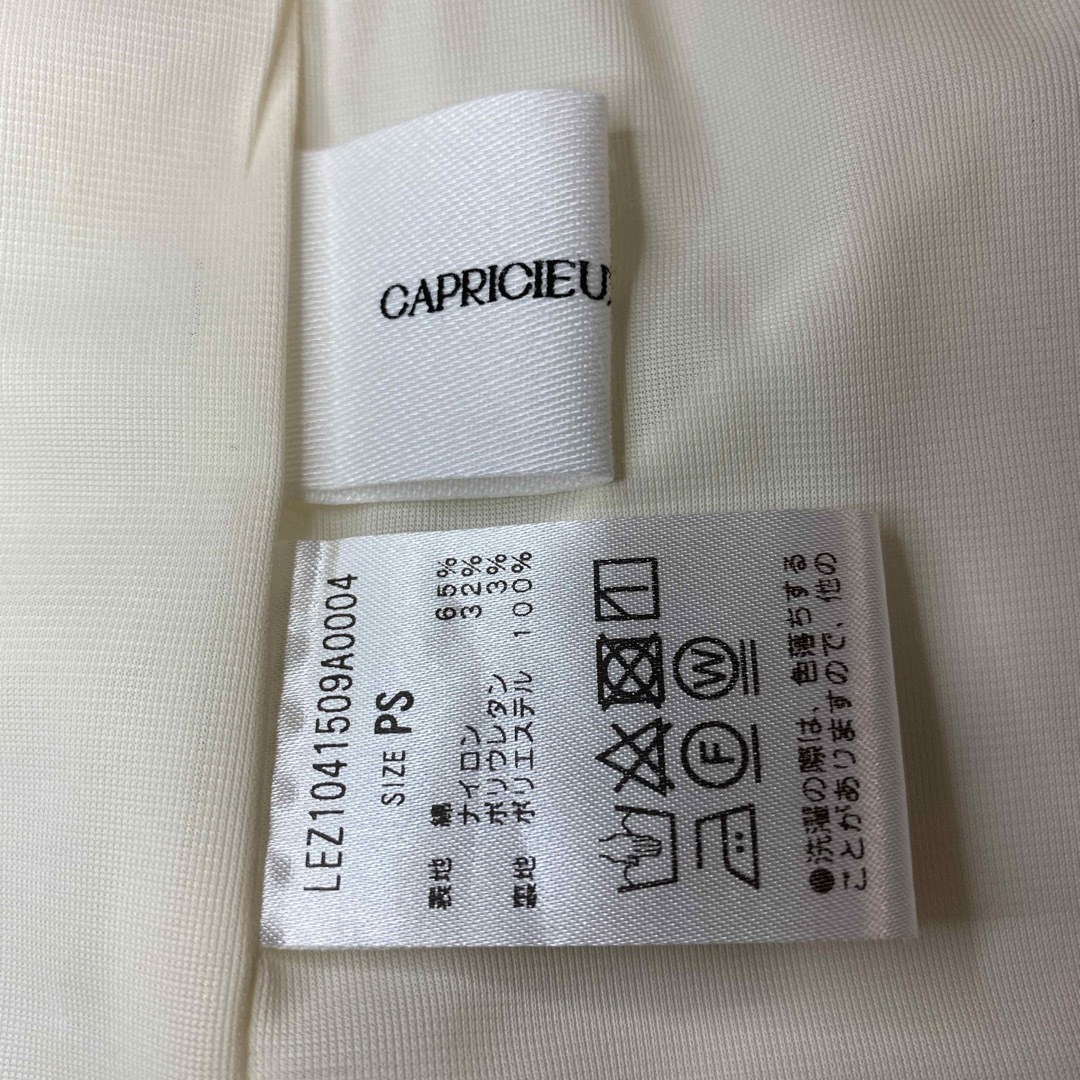 CAPRICIEU
LEZ1041509A0004
SIZE PS
表地 綿 65%
ナイロン 32%
ポリウレタン 3%
裏地 ポリエステル 100%
W
F
●洗濯の際は、色落ちする
ことがありますので、他の